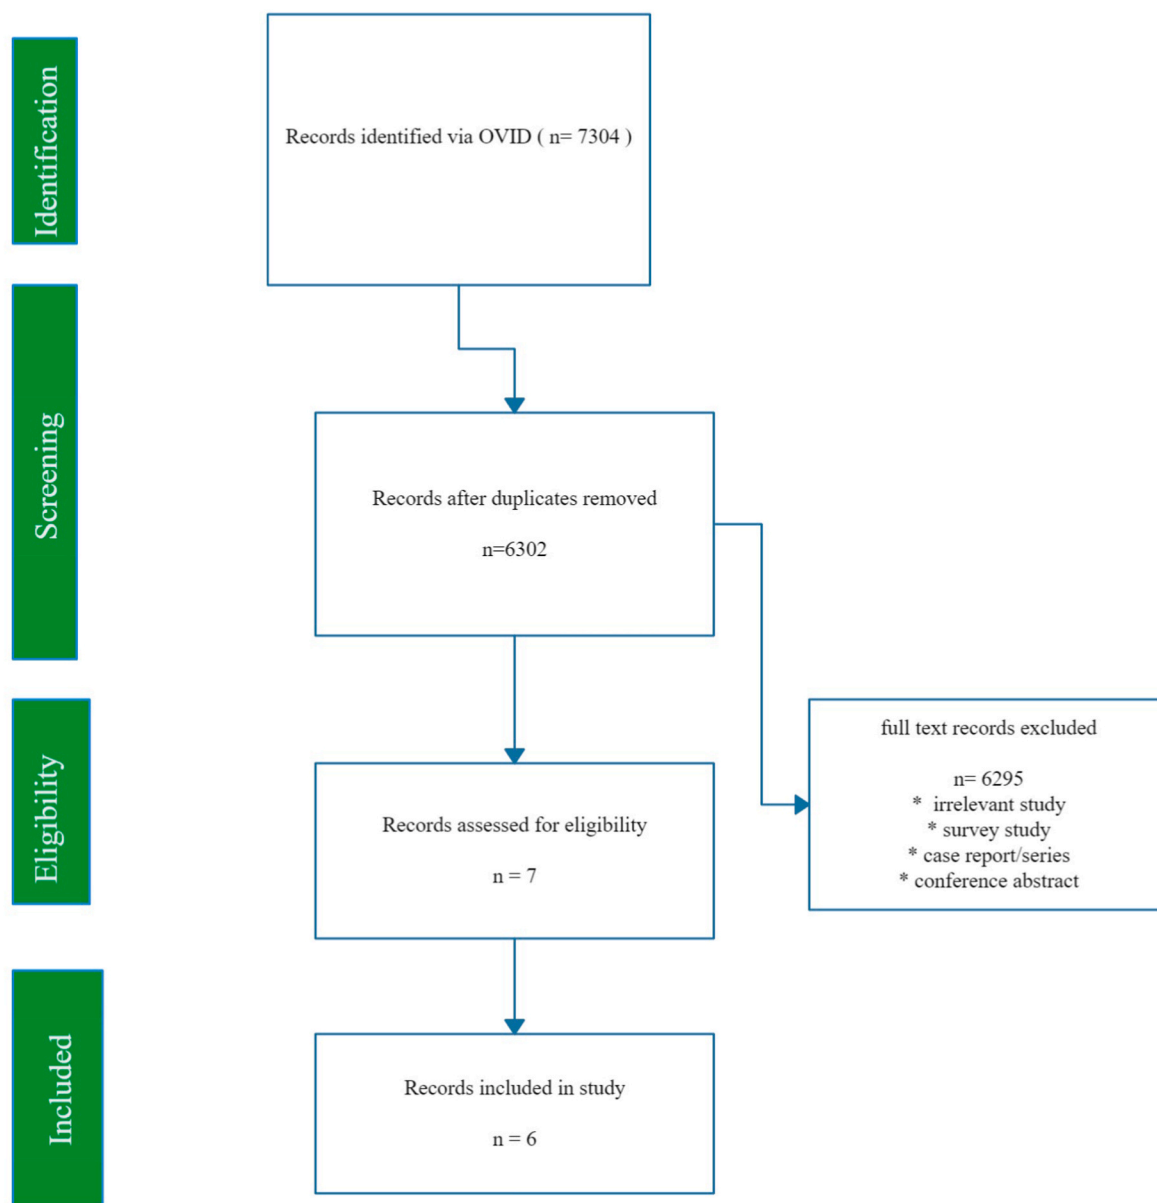 Identification
Records identified via OVID ( n= 7304 )
Screening
Records after duplicates removed
n=6302
Eligibility
Records assessed for eligibility
n = 7
full text records excluded
n= 6295
* irrelevant study
* survey study
* case report/series
* conference abstract
Included
Records included in study
n = 6